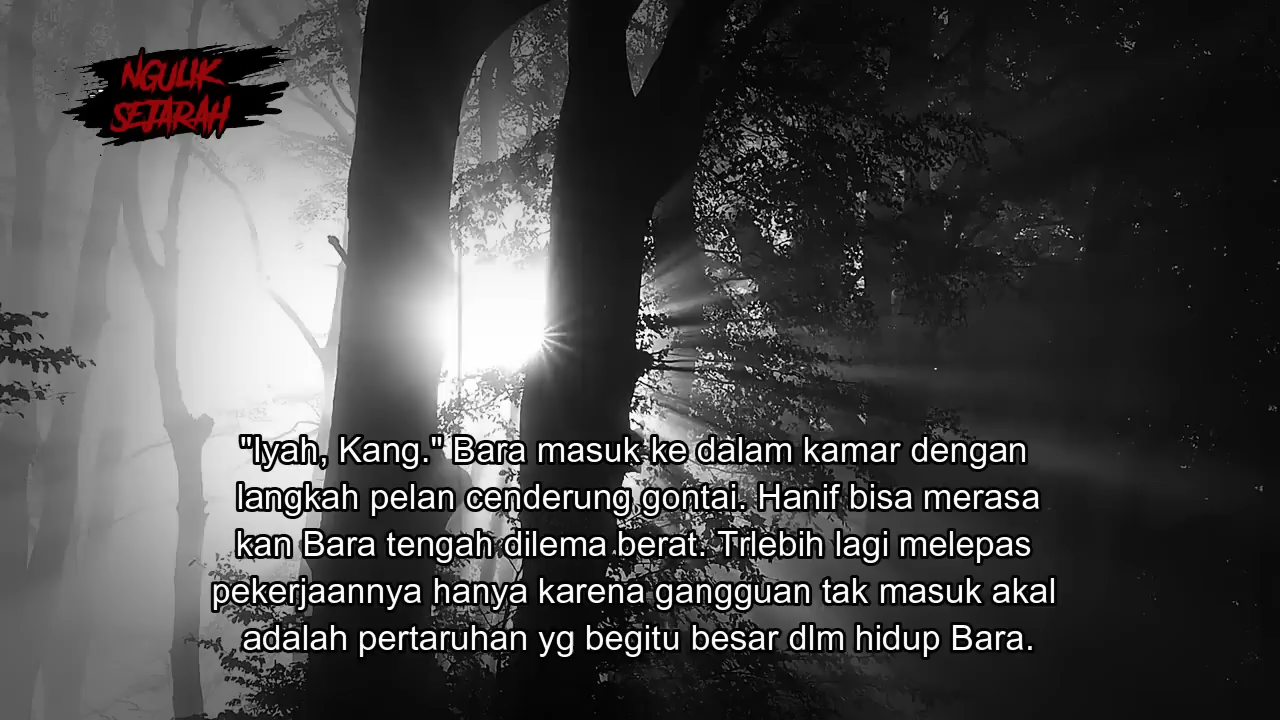 NGULIK
SEJARAH
"Iyah, Kang." Bara masuk ke dalam kamar dengan
langkah pelan cenderung gontai. Hanif bisa merasa
kan Bara tengah dilema berat. Trlebih lagi melepas
pekerjaannya hanya karena gangguan tak masuk akal
adalah pertaruhan yg begitu besar dlm hidup Bara.